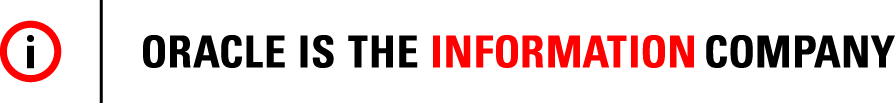 i ORACLE IS THE INFORMATION COMPANY